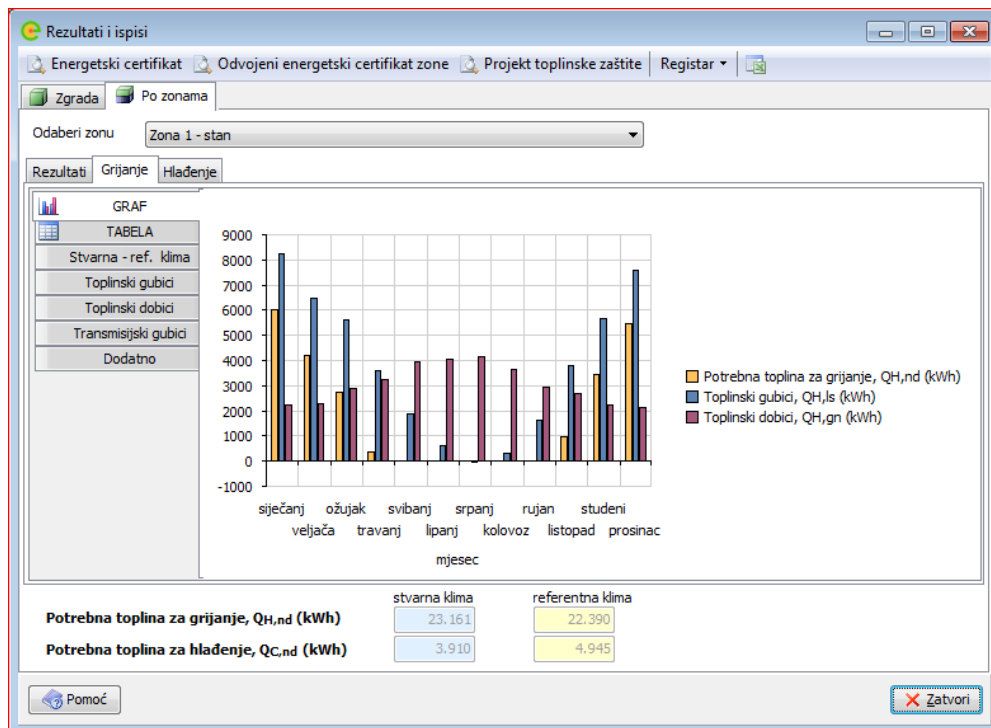 Rezultati i ispisi
Energetski certifikat Odvojeni energetski certifikat zone Projekt toplinske zaštite Registar
Zgrada Po zonama
Odaberi zonu Zona 1 - stan
Rezultati Grijanje Hlađenje
GRAF
TABELA
Stvarna - ref. klima
Toplinski gubici
Toplinski dobici
Transmisijski gubici
Dodatno
9000
8000
7000
6000
5000
4000
3000
2000
1000
0
-1000
siječanj ožujak svibanj srpanj rujan studeni
veljača travanj lipanj kolovoz listopad prosinac
mjesec
Potrebna toplina za grijanje, QH,nd (kWh)
Toplinski gubici, QH,ls (kWh)
Toplinski dobici, QH,gn (kWh)
stvarna klima referentna klima
Potrebna toplina za grijanje, QH,nd (kWh) 23.161 22.390
Potrebna toplina za hlađenje, QC,nd (kWh) 3.910 4.945
Pomoć Zatvori